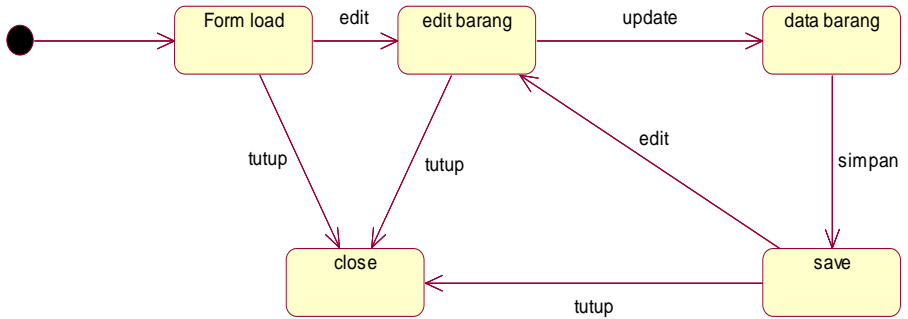 Form load
edit
edit barang
update
data barang
tutup
tutup
edit
simpan
close
save
tutup